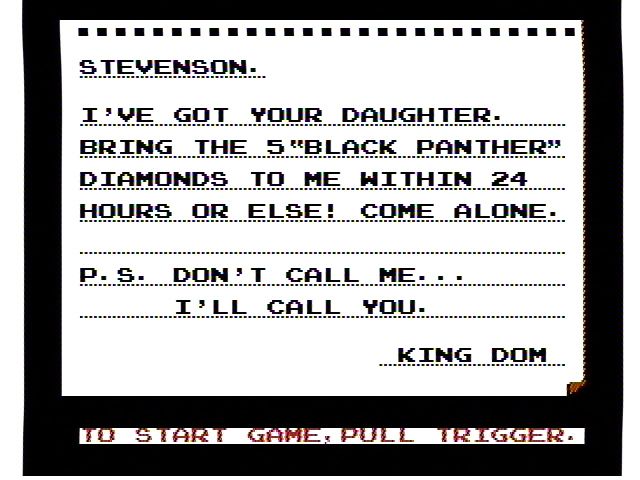 STEVENSON.
I'VE GOT YOUR DAUGHTER.
BRING THE 5"BLACK PANTHER"
DIAMONDS TO ME WITHIN 24
HOURS OR ELSE! COME ALONE.
P.S. DON'T CALL ME...
I'LL CALL YOU.
KING DOM
TO START GAME, PULL TRIGGER.